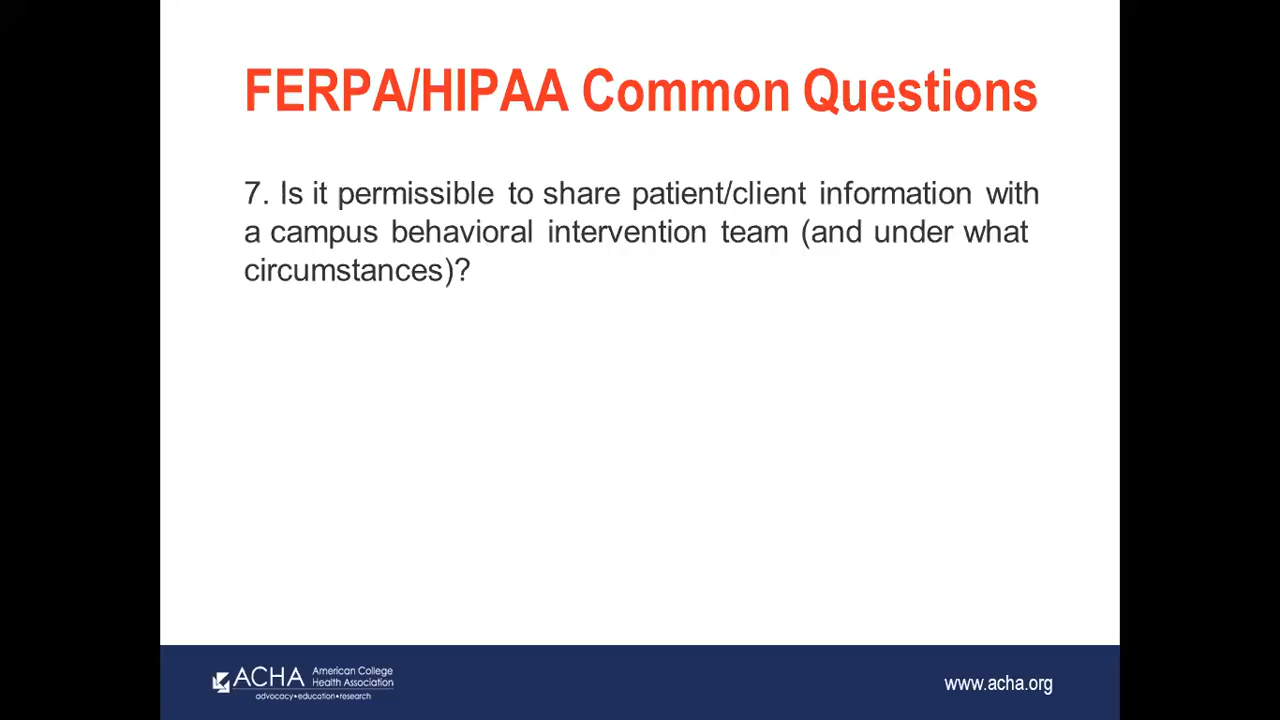 FERPA/HIPAA Common Questions
7. Is it permissible to share patient/client information with
a campus behavioral intervention team (and under what
circumstances)?
ACHA American College
Health Association
advocacy•education•research
www.acha.org